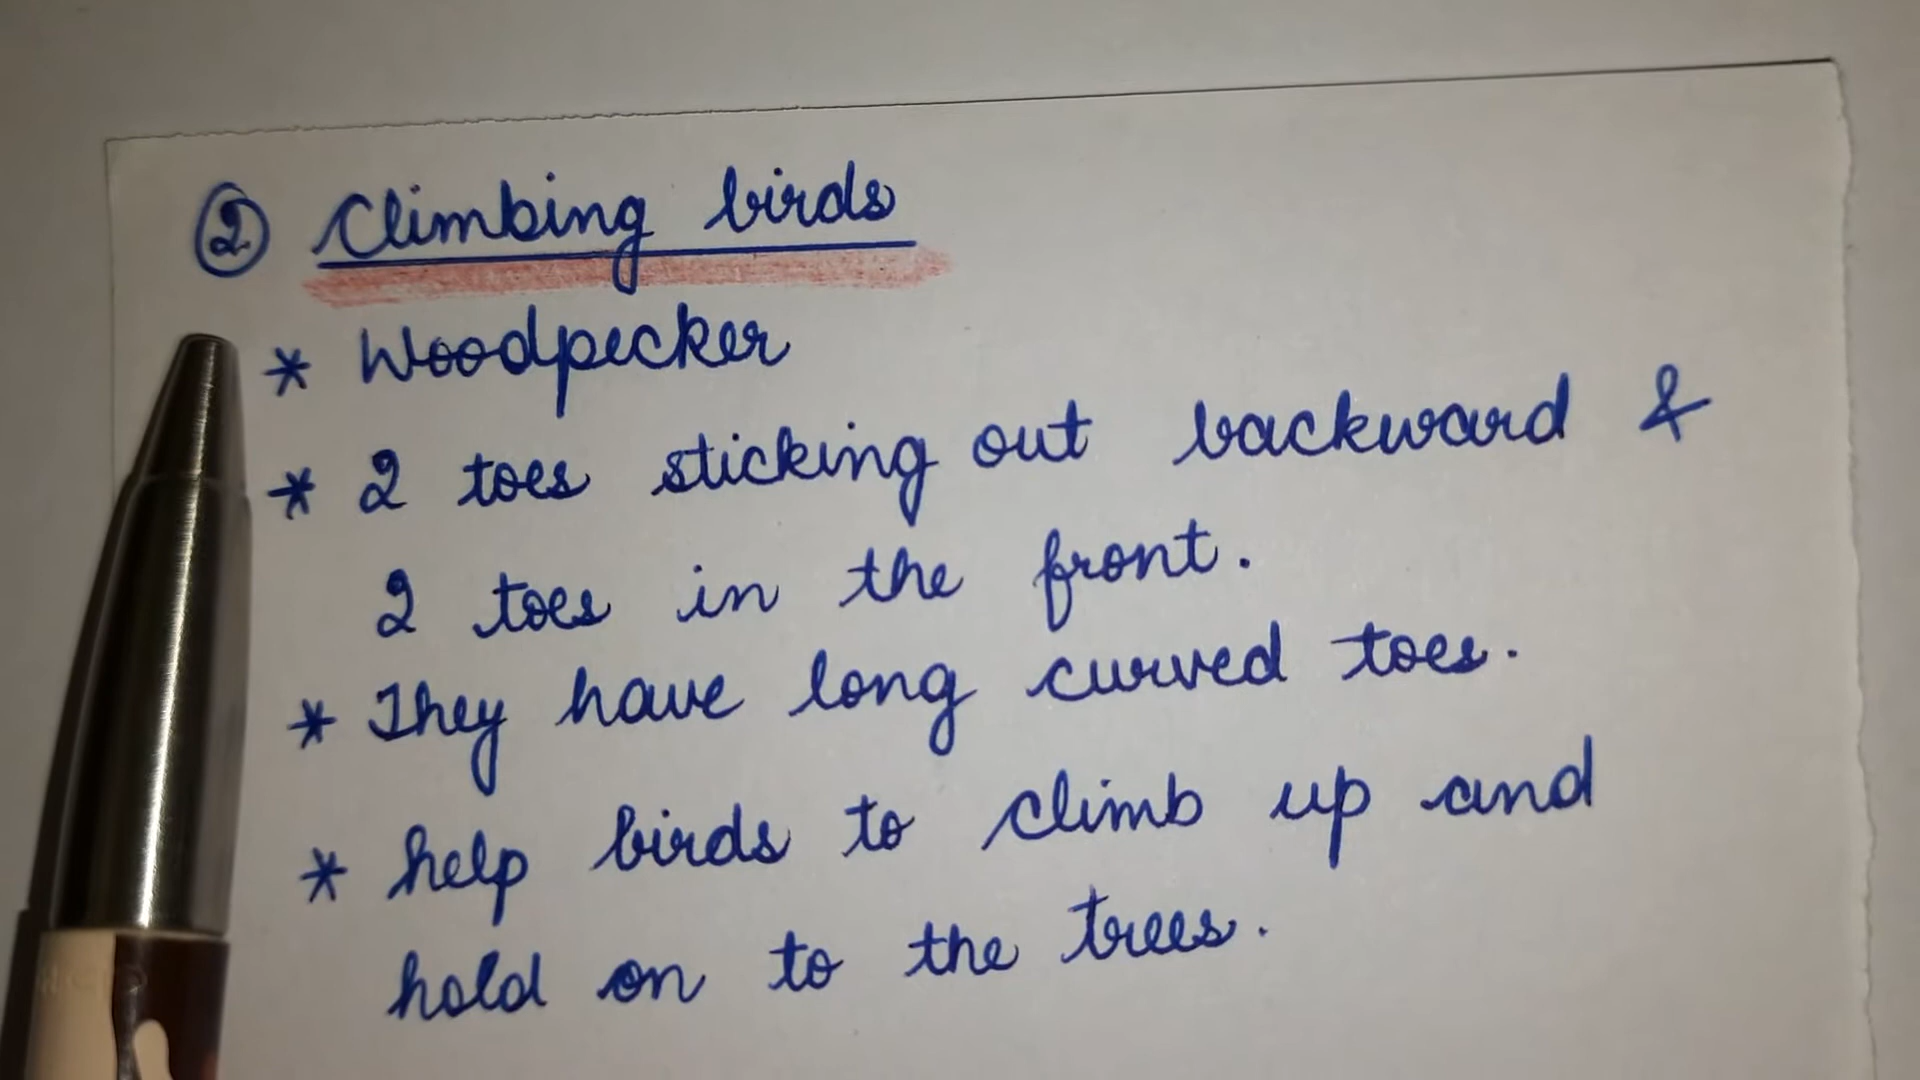 ② Climbing birds
* Woodpecker
* 2 toes sticking out backward &
2 toes in the front.
* They have long curved toes.
* help birds to climb up and
hold on to the trees.